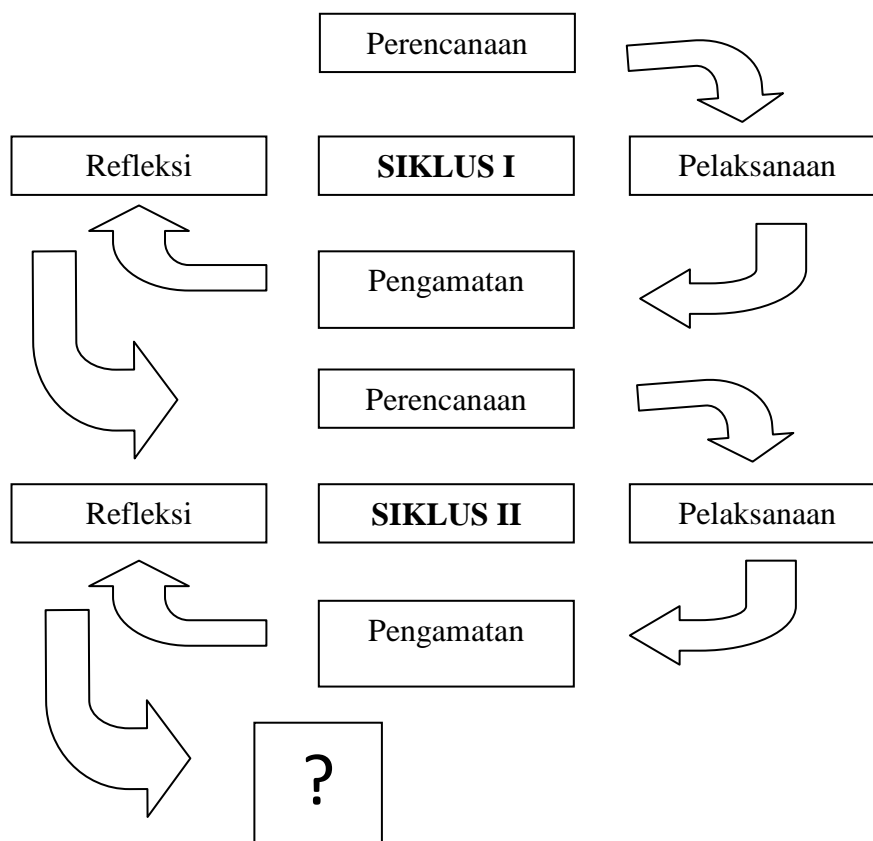 Perencanaan
Refleksi
SIKLUS I
Pelaksanaan
Pengamatan
Perencanaan
Refleksi
SIKLUS II
Pelaksanaan
Pengamatan
?